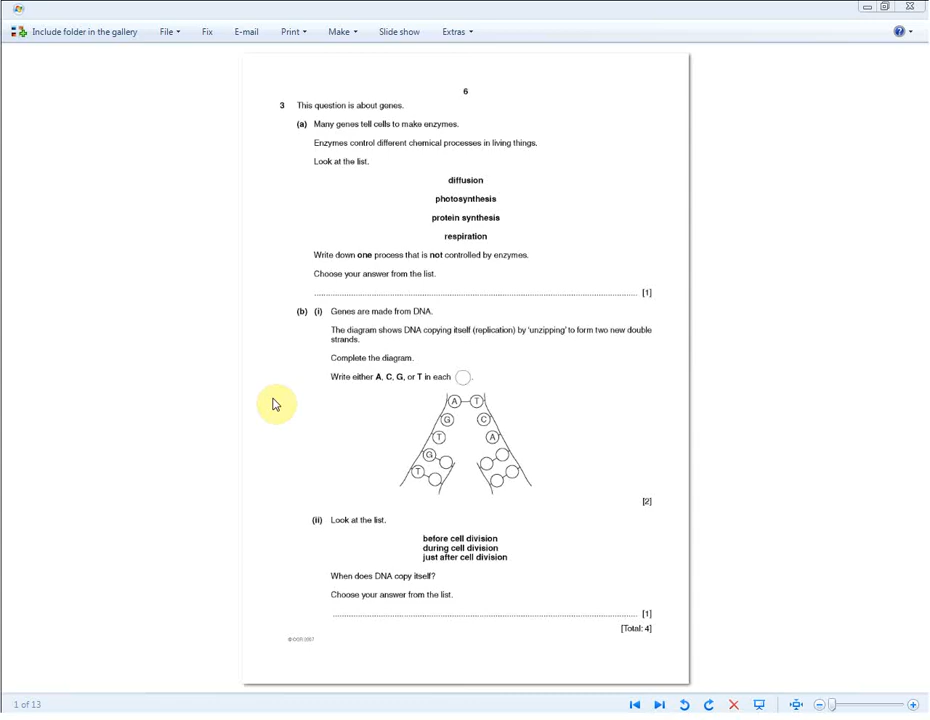 Include folder in the gallery File Fix E-mail Print Make Slide show Extras
6
3 This question is about genes.
(a) Many genes tell cells to make enzymes.
Enzymes control different chemical processes in living things.
Look at the list.
diffusion
photosynthesis
protein synthesis
respiration
Write down one process that is not controlled by enzymes.
Choose your answer from the list.
[1]
(b) (i) Genes are made from DNA.
The diagram shows DNA copying itself (replication) by ‘unzipping’ to form two new double
strands.
Complete the diagram.
Write either A, C, G, or T in each .
A T
G C
T A
G
T
[2]
(ii) Look at the list.
before cell division
during cell division
just after cell division
When does DNA copy itself?
Choose your answer from the list.
[1]
[Total: 4]
© OCR 2007
1 of 13